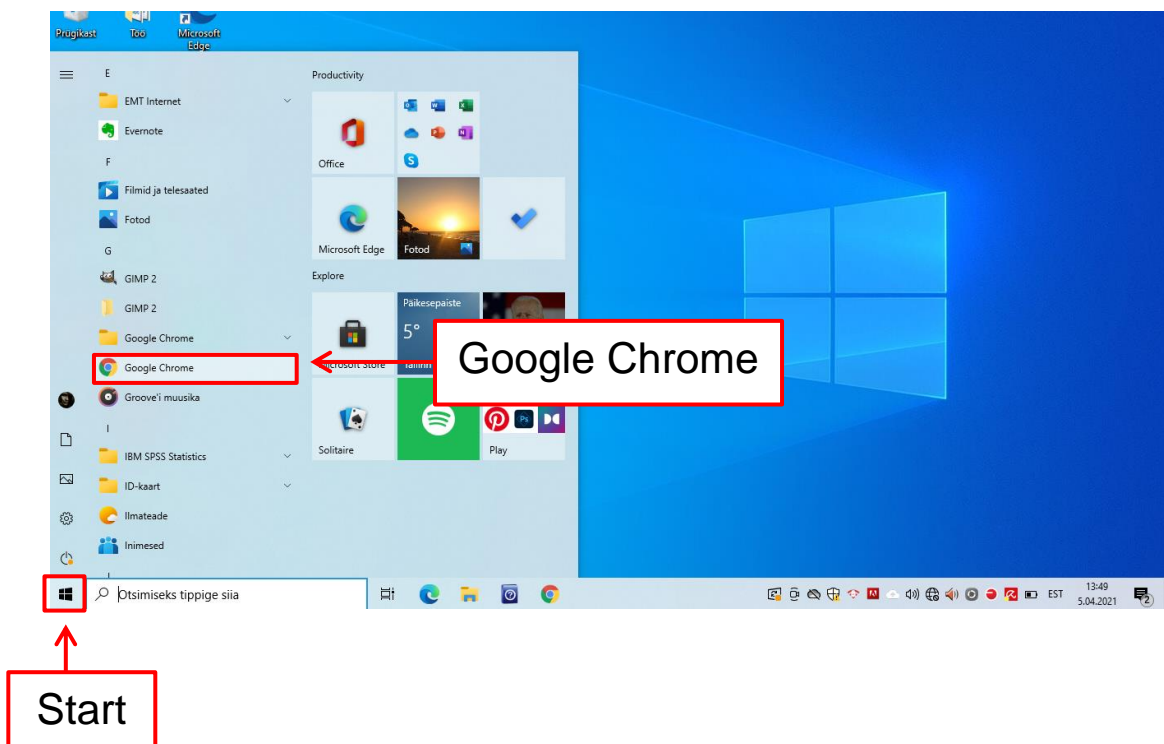 Prügikast
Töö
Microsoft
Edge
E
EMT Internet
Evernote
F
Filmid ja telesaated
Fotod
G
GIMP 2
GIMP 2
Google Chrome
Google Chrome
Groove'i muusika
I
IBM SPSS Statistics
ID-kaart
Ilmateade
Inimesed
Productivity
Office
Microsoft Edge
Fotod
Explore
Microsoft Store
Päikesepaiste
5°
Tallinn
Solitaire
Play
Google Chrome
Otsimiseks tippige siia
EST
13:49
5.04.2021
2
Start